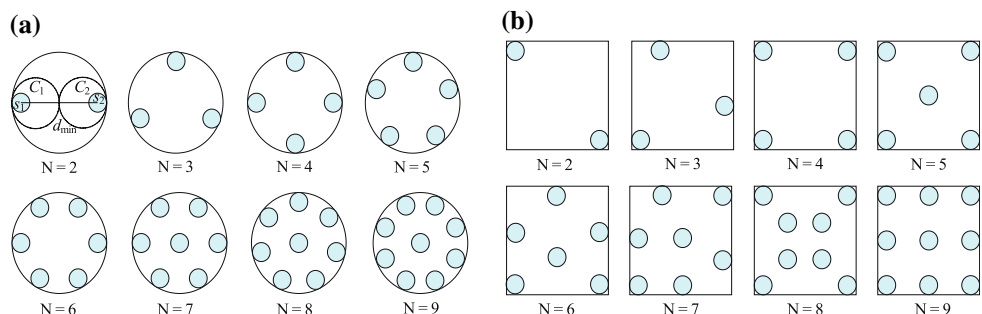 (a)
C1 C2
s1 s2
dmin
N = 2 N = 3 N = 4 N = 5
N = 6 N = 7 N = 8 N = 9
(b)
N = 2 N = 3 N = 4 N = 5
N = 6 N = 7 N = 8 N = 9